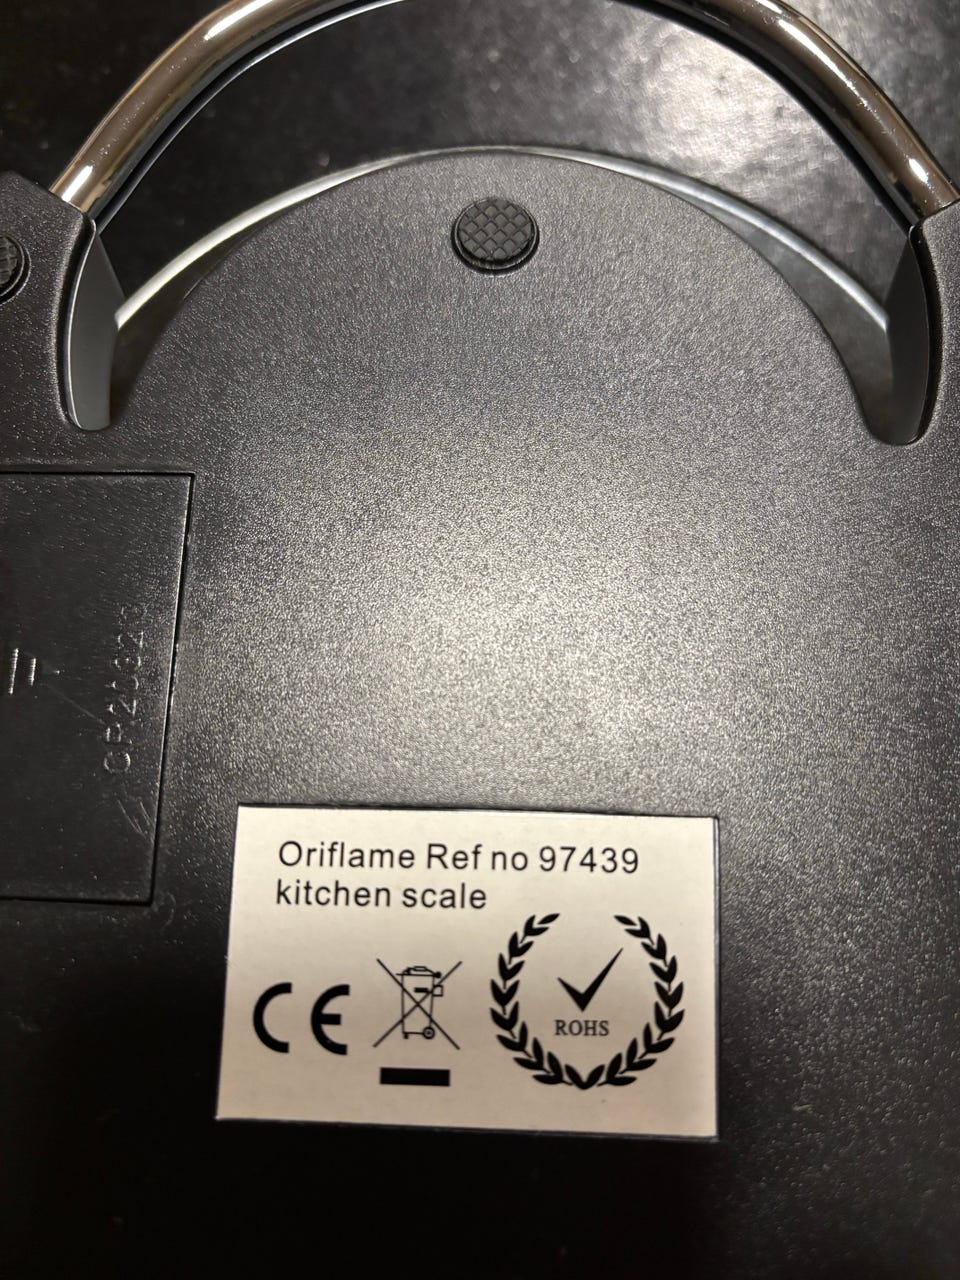 Oriflame Ref no 97439
kitchen scale
CE
ROHS